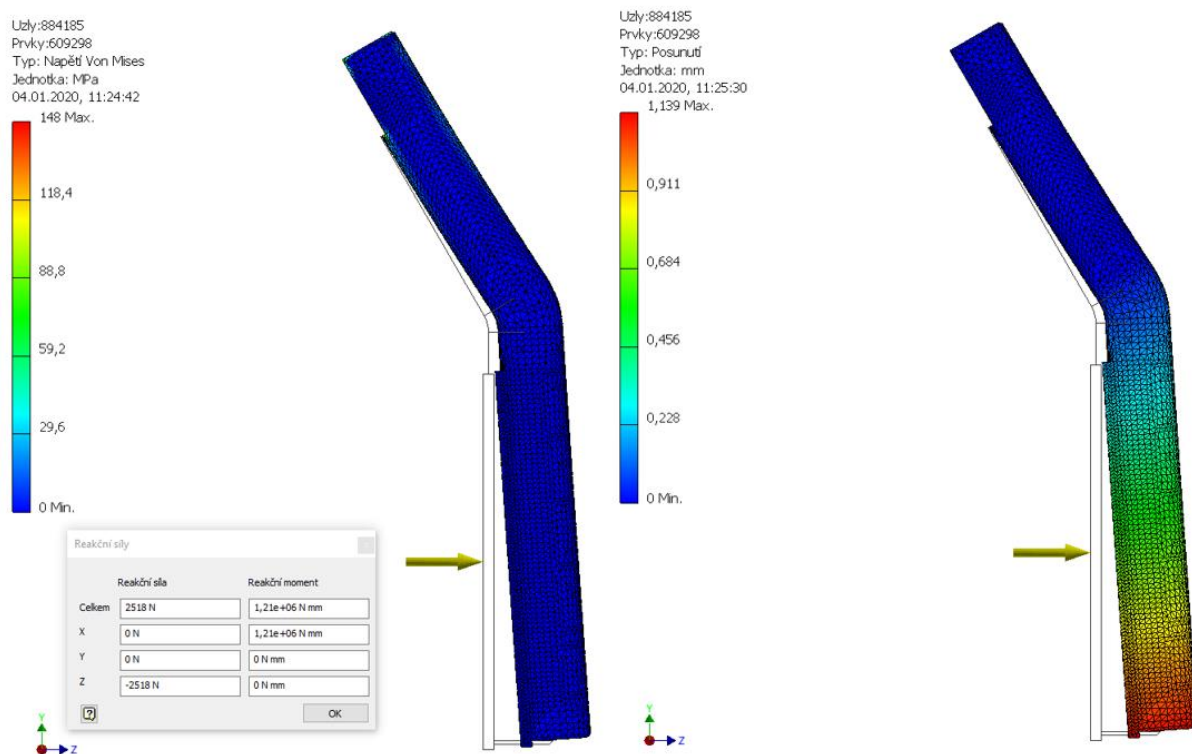 Uzly:884185
Prvky:609298
Typ: Napětí Von Mises
Jednotka: MPa
04.01.2020, 11:24:42
148 Max.
118,4
88,8
59,2
29,6
0 Min.
Reakční síly
Reakční síla Reakční moment
Celkem 2518 N 1,21e+06 N mm
X 0 N 1,21e+06 N mm
Y 0 N 0 N mm
Z -2518 N 0 N mm
OK
Y
Z
Uzly:884185
Prvky:609298
Typ: Posunutí
Jednotka: mm
04.01.2020, 11:25:30
1,139 Max.
0,911
0,684
0,456
0,228
0 Min.
Y
Z